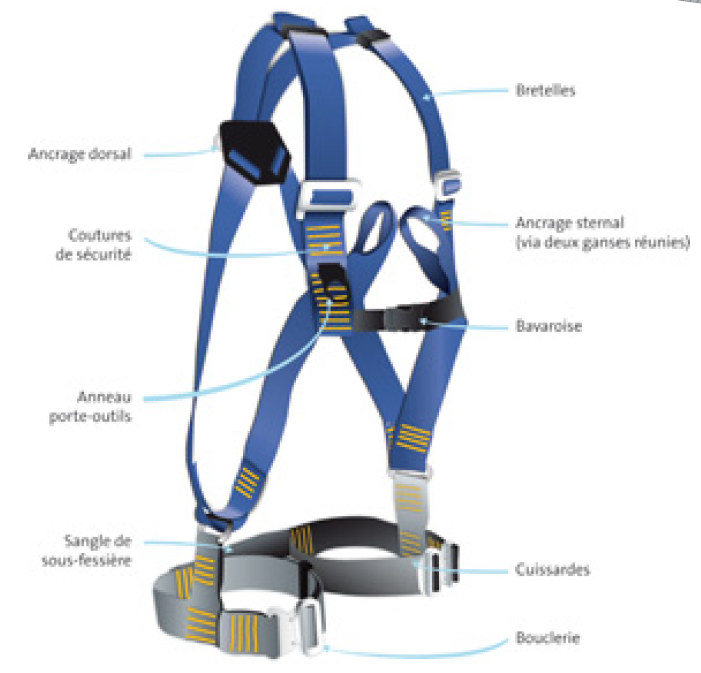 Bretelles
Ancrage dorsal
Ancrage sternal
(via deux ganses réunies)
Coutures
de sécurité
Bavaroise
Anneau
porte-outils
Sangle de
sous-fessière
Cuissardes
Bouclerie